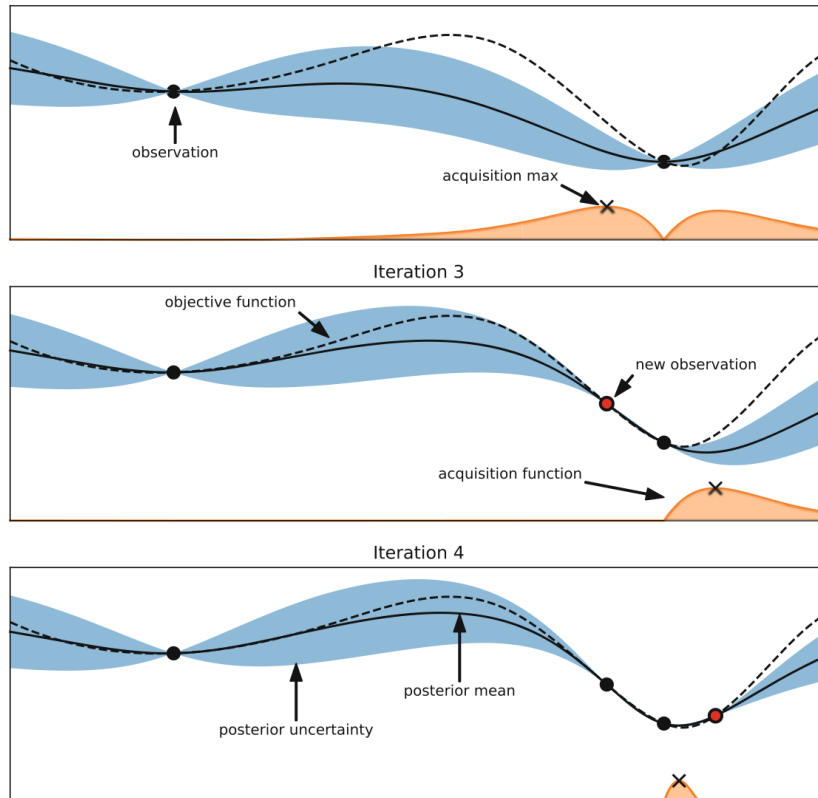 observation
acquisition max
Iteration 3
objective function
new observation
acquisition function
Iteration 4
posterior mean
posterior uncertainty